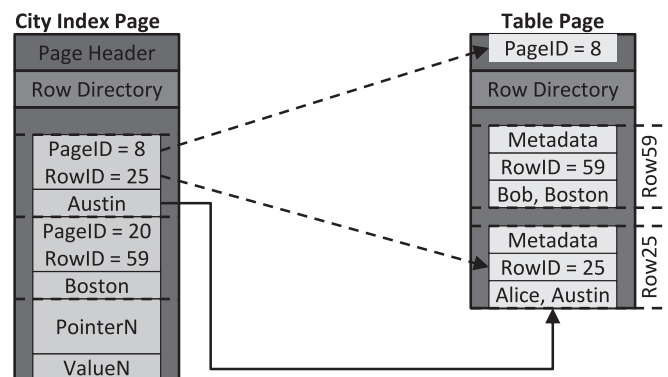 City Index Page
Page Header
Row Directory
PageID = 8
RowID = 25
Austin
PageID = 20
RowID = 59
Boston
PointerN
ValueN
Table Page
PageID = 8
Row Directory
Metadata
RowID = 59
Bob, Boston
Row59
Metadata
RowID = 25
Alice, Austin
Row25